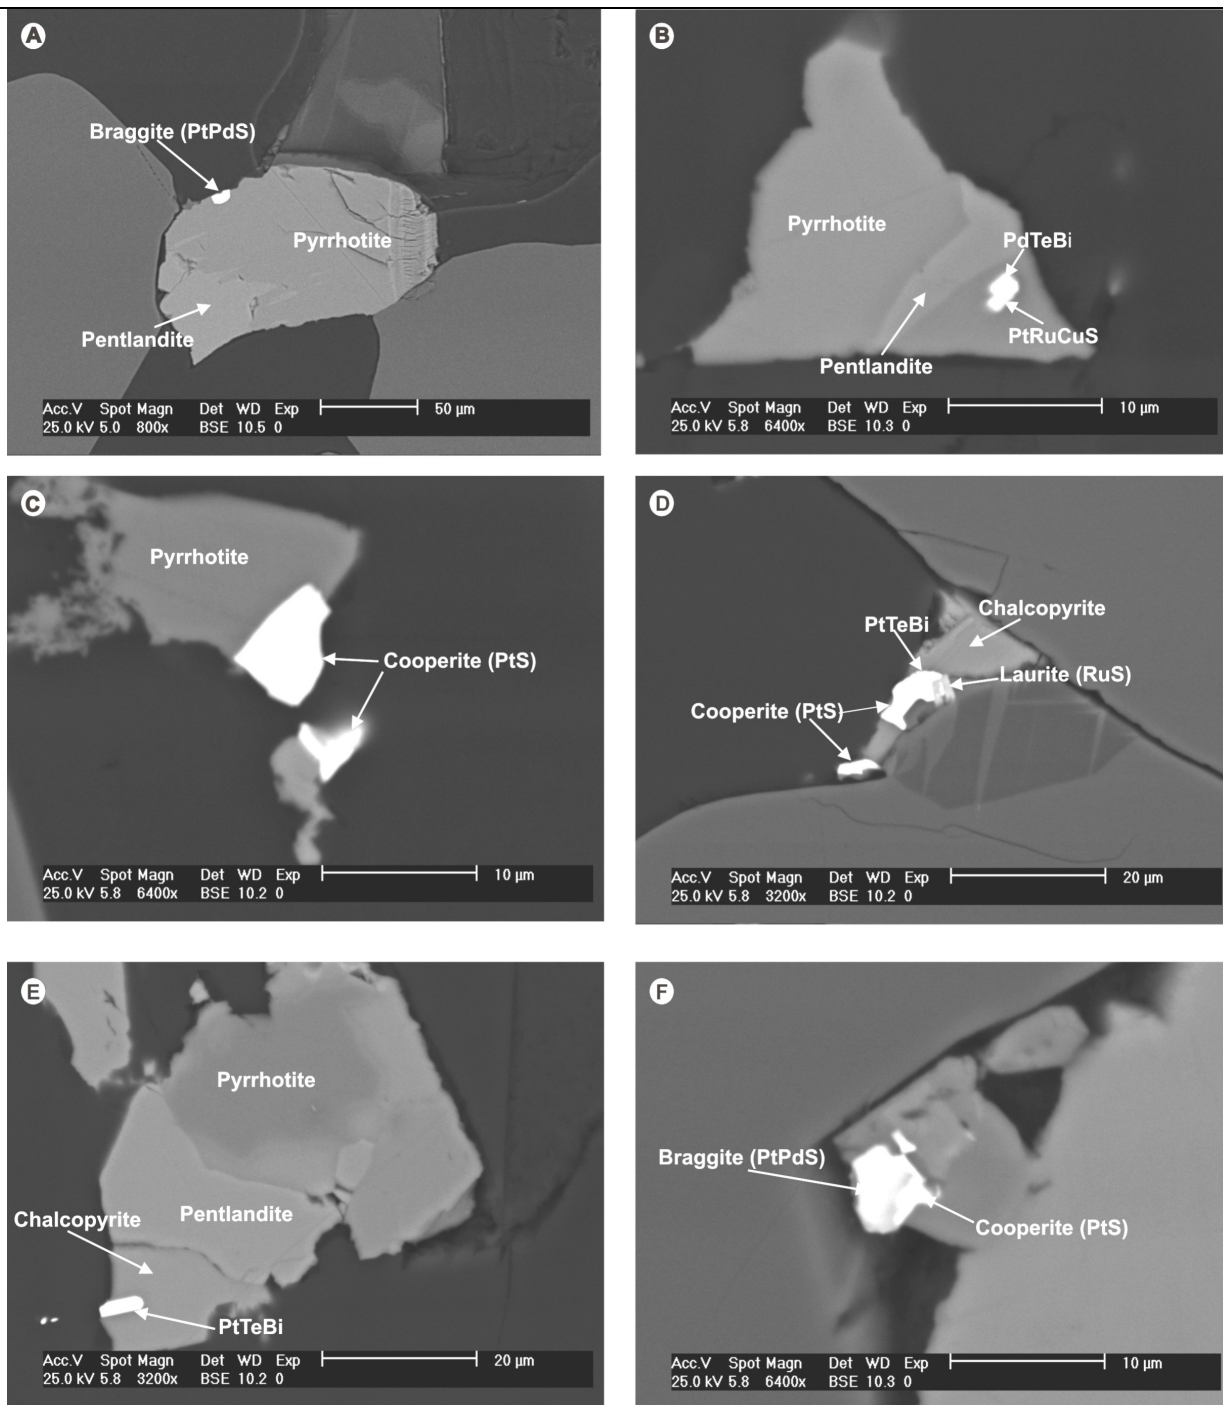 A
Braggite (PtPdS)
Pyrrhotite
Pentlandite
Acc.V Spot Magn Det WD Exp 50 µm
25.0 kV 5.0 800x BSE 10.5 0
B
Pyrrhotite
PdTeBi
PtRuCuS
Pentlandite
Acc.V Spot Magn Det WD Exp 10 µm
25.0 kV 5.8 6400x BSE 10.3 0
C
Pyrrhotite
Cooperite (PtS)
Acc.V Spot Magn Det WD Exp 10 µm
25.0 kV 5.8 6400x BSE 10.2 0
D
Chalcopyrite
PtTeBi
Laurite (RuS)
Cooperite (PtS)
Acc.V Spot Magn Det WD Exp 20 µm
25.0 kV 5.8 3200x BSE 10.2 0
E
Pyrrhotite
Pentlandite
Chalcopyrite
PtTeBi
Acc.V Spot Magn Det WD Exp 20 µm
25.0 kV 5.8 3200x BSE 10.2 0
F
Braggite (PtPdS)
Cooperite (PtS)
Acc.V Spot Magn Det WD Exp 10 µm
25.0 kV 5.8 6400x BSE 10.3 0